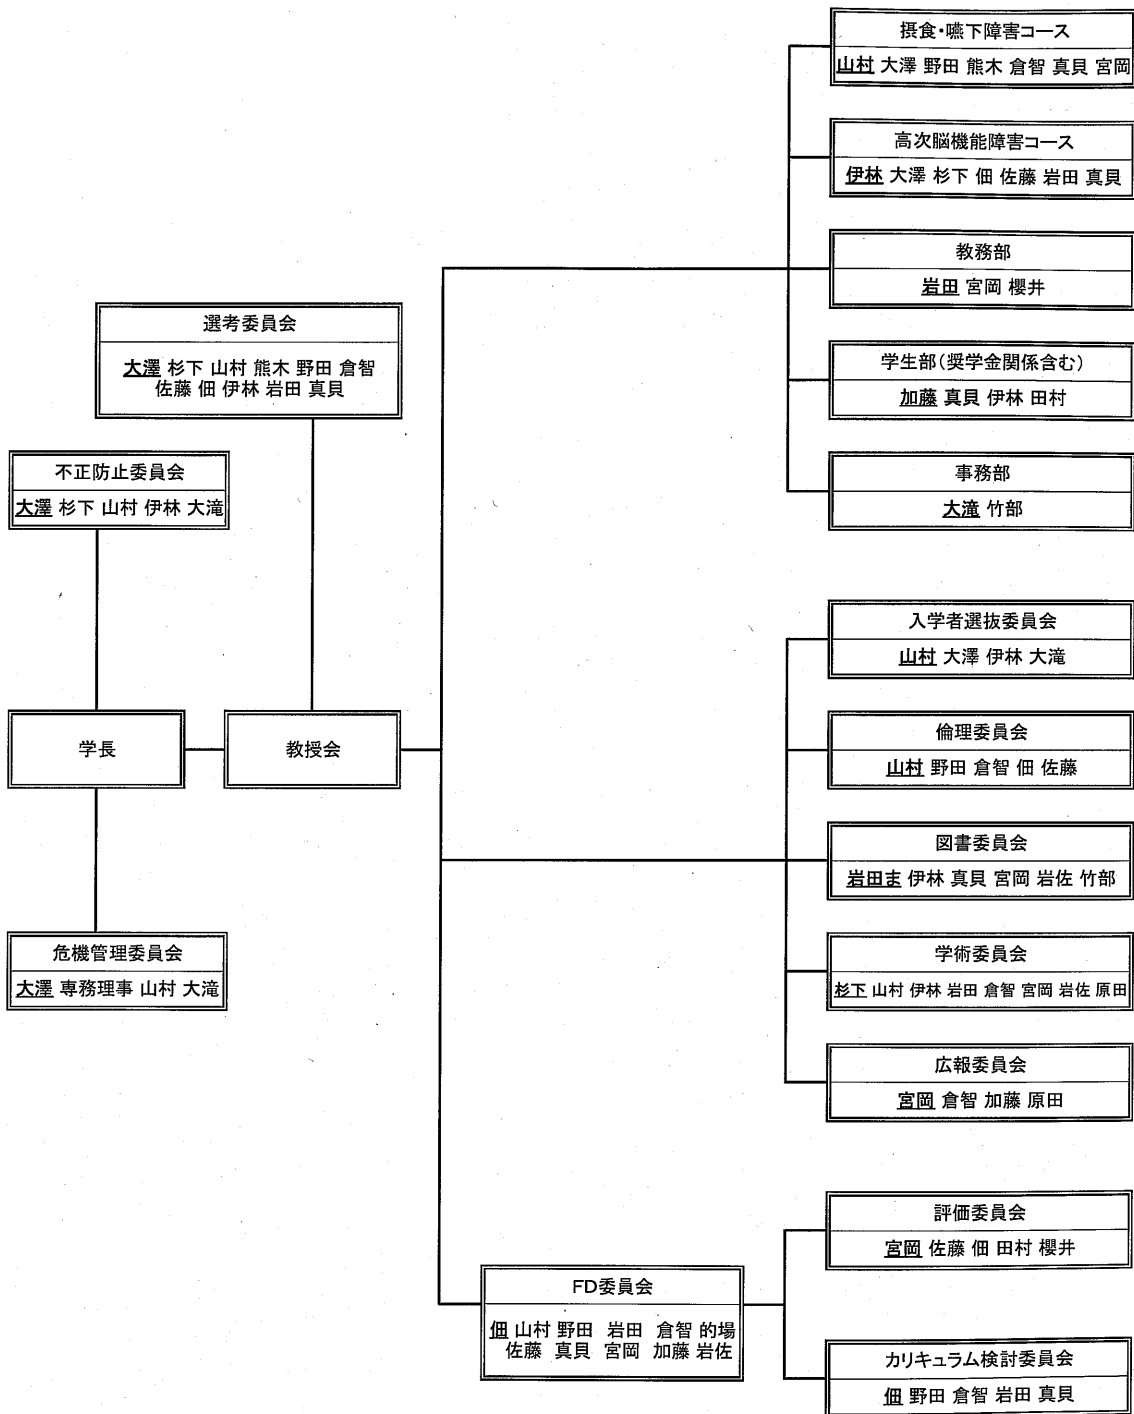 摂食・嚥下障害コース
山村 大澤 野田 熊木 倉智 真貝 宮岡
高次脳機能障害コース
伊林 大澤 杉下 佃 佐藤 岩田 真貝
教務部
岩田 宮岡 櫻井
選考委員会
大澤 杉下 山村 熊木 野田 倉智
佐藤 佃 伊林 岩田 真貝
学生部(奨学金関係含む)
加藤 真貝 伊林 田村
不正防止委員会
大澤 杉下 山村 伊林 大滝
事務部
大滝 竹部
入学者選抜委員会
山村 大澤 伊林 大滝
学長
教授会
倫理委員会
山村 野田 倉智 佃 佐藤
図書委員会
岩田ま 伊林 真貝 宮岡 岩佐 竹部
危機管理委員会
大澤 専務理事 山村 大滝
学術委員会
杉下 山村 伊林 岩田 倉智 宮岡 岩佐 原田
広報委員会
宮岡 倉智 加藤 原田
評価委員会
宮岡 佐藤 佃 田村 櫻井
FD委員会
佃 山村 野田 岩田 倉智 的場
佐藤 真貝 宮岡 加藤 岩佐
カリキュラム検討委員会
佃 野田 倉智 岩田 真貝